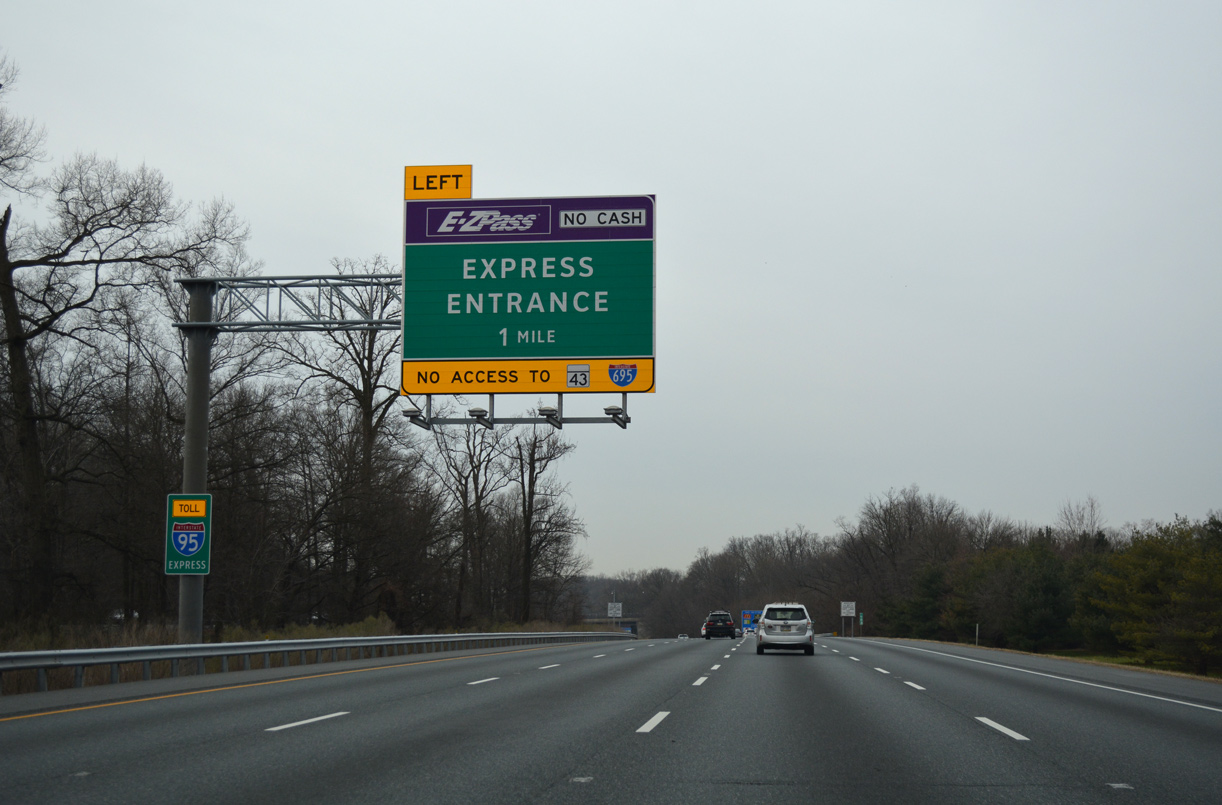 LEFT
E-ZPass NO CASH
EXPRESS
ENTRANCE
1 MILE
NO ACCESS TO 43 695
TOLL
INTERSTATE
95
EXPRESS